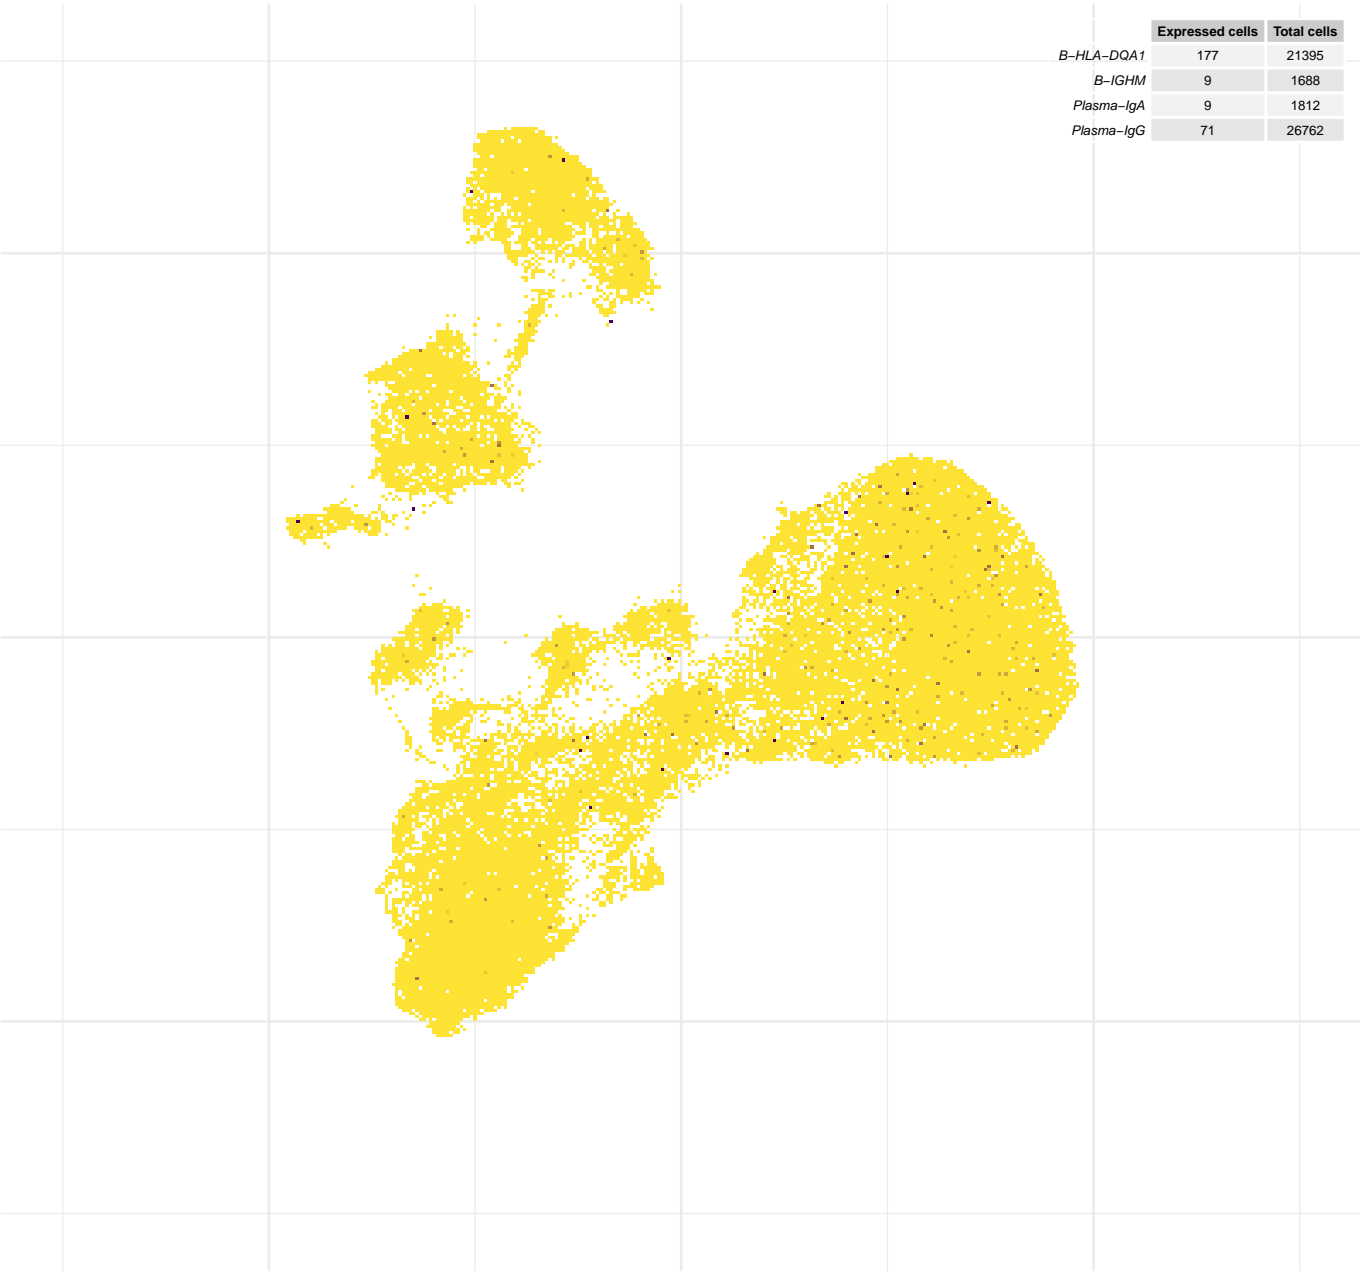 Expressed cells Total cells
B−HLA−DQA1 177 21395
B−IGHM 9 1688
Plasma−IgA 9 1812
Plasma−IgG 71 26762